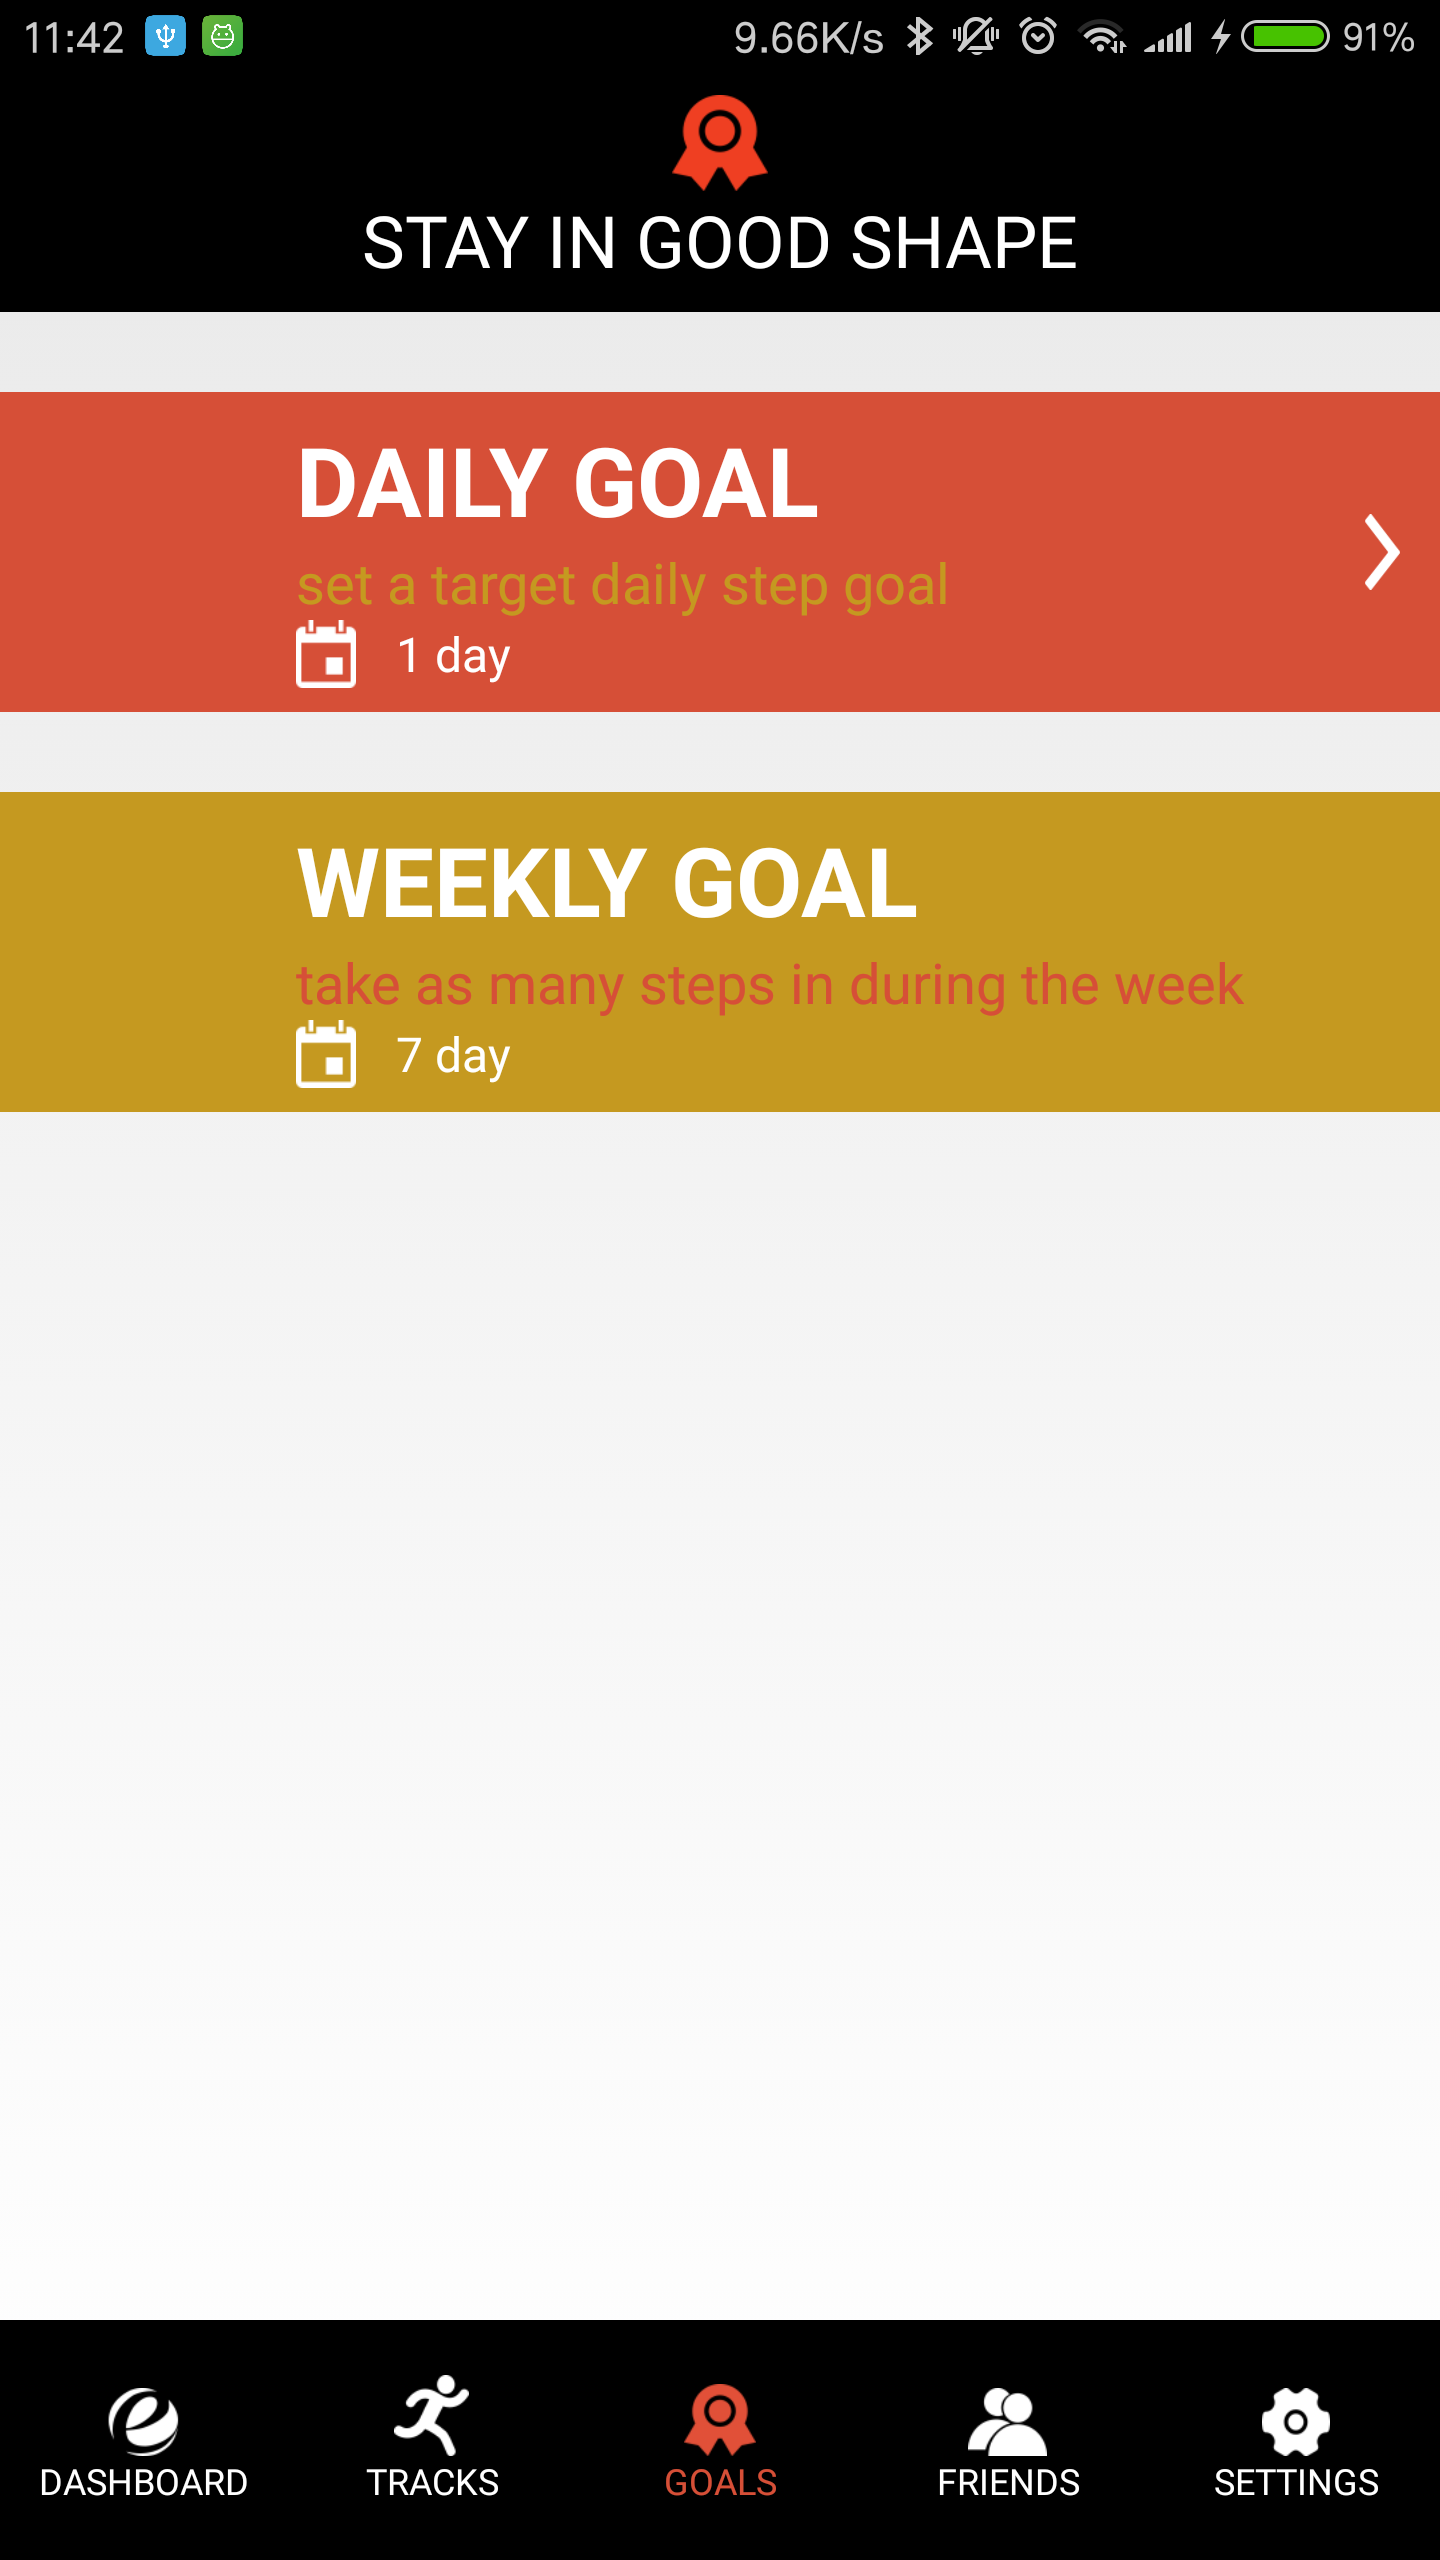 11:42 9.66K/s 91%
STAY IN GOOD SHAPE
DAILY GOAL
set a target daily step goal
1 day
WEEKLY GOAL
take as many steps in during the week
7 day
DASHBOARD TRACKS GOALS FRIENDS SETTINGS